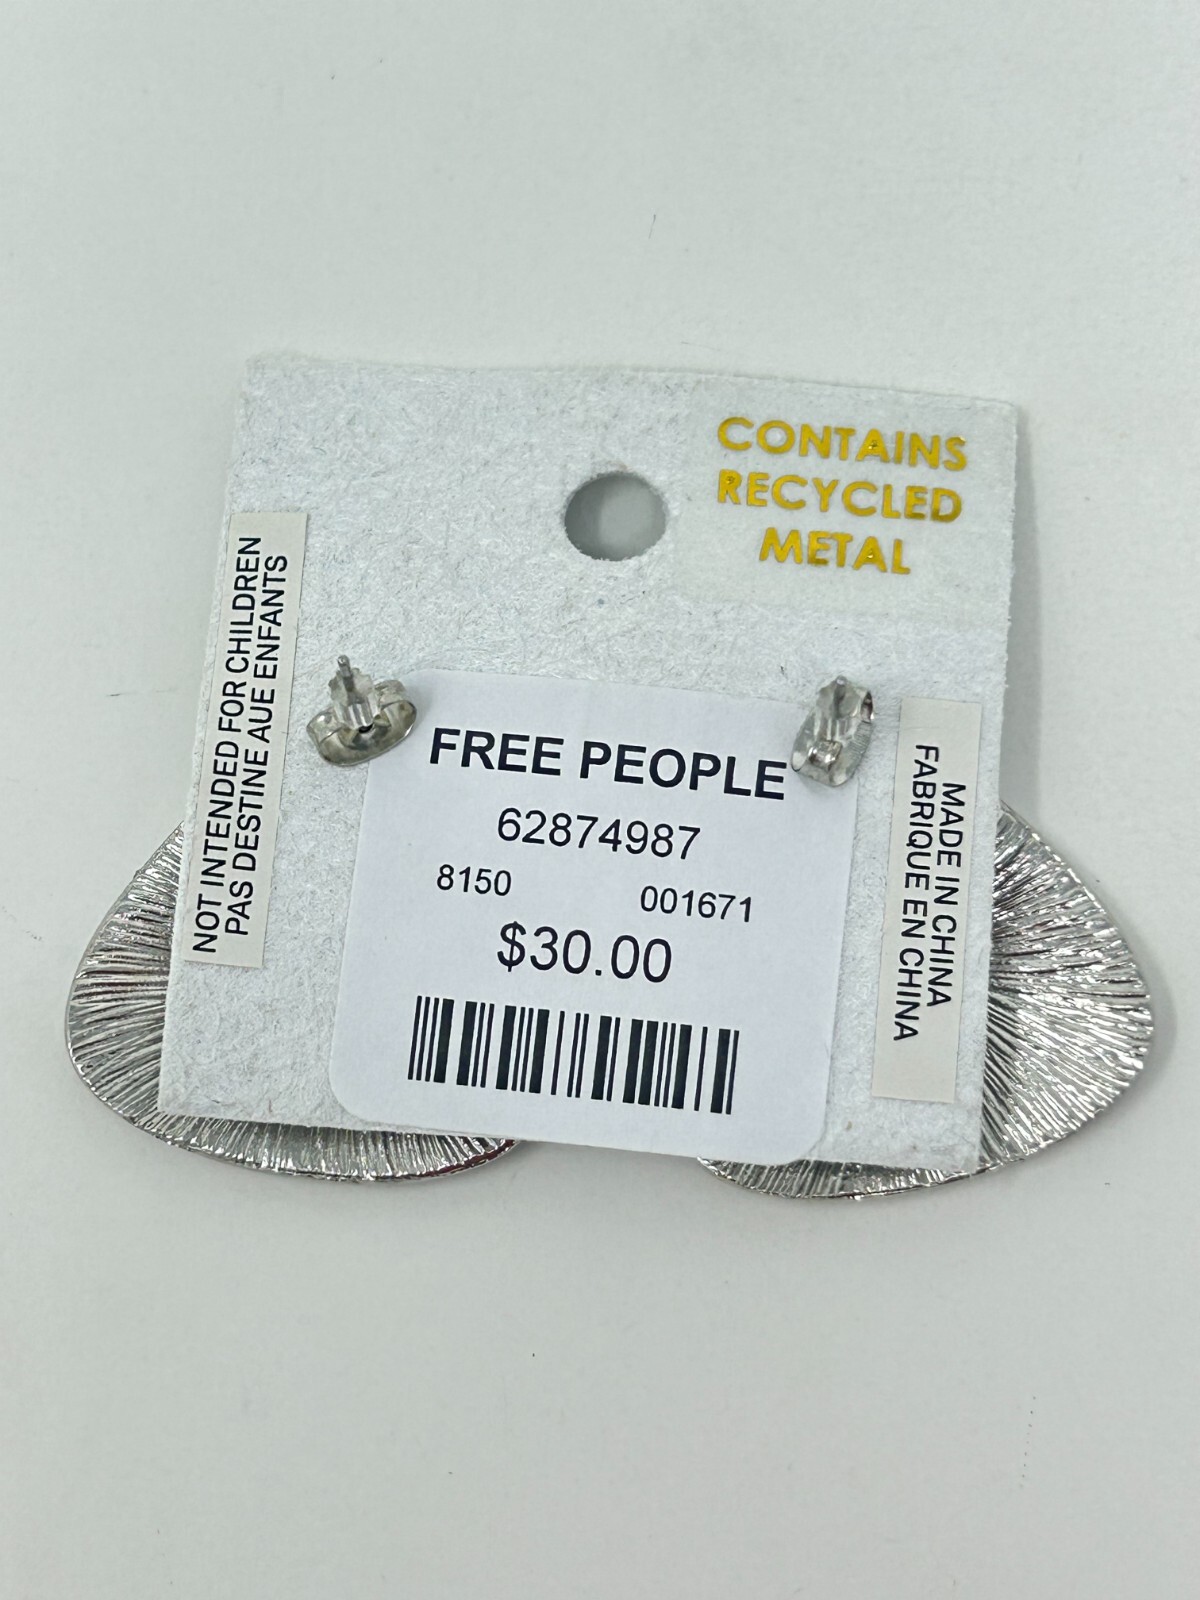 CONTAINS
RECYCLED
METAL
NOT INTENDED FOR CHILDREN
PAS DESTINE AUE ENFANTS
FREE PEOPLE
62874987
8150 001671
$30.00
MADE IN CHINA
FABRIQUE EN CHINA